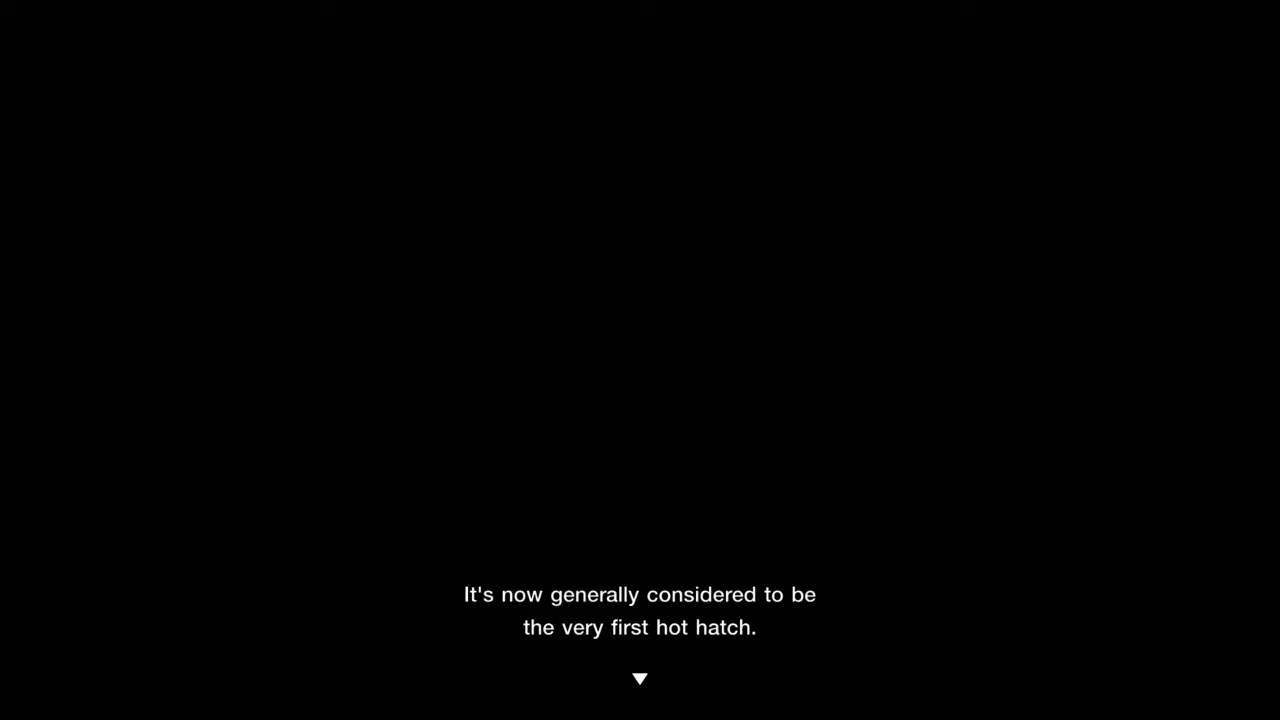 It's now generally considered to be
the very first hot hatch.